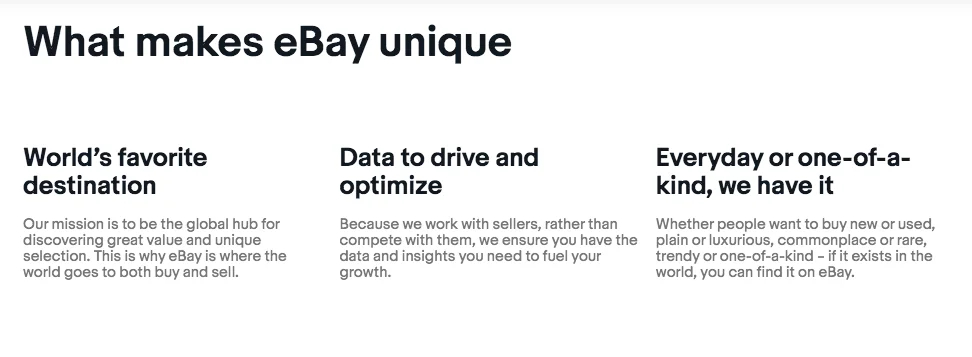 What makes eBay unique
World’s favorite
destination
Our mission is to be the global hub for
discovering great value and unique
selection. This is why eBay is where the
world goes to both buy and sell.
Data to drive and
optimize
Because we work with sellers, rather than
compete with them, we ensure you have the
data and insights you need to fuel your
growth.
Everyday or one-of-a-
kind, we have it
Whether people want to buy new or used,
plain or luxurious, commonplace or rare,
trendy or one-of-a-kind – if it exists in the
world, you can find it on eBay.